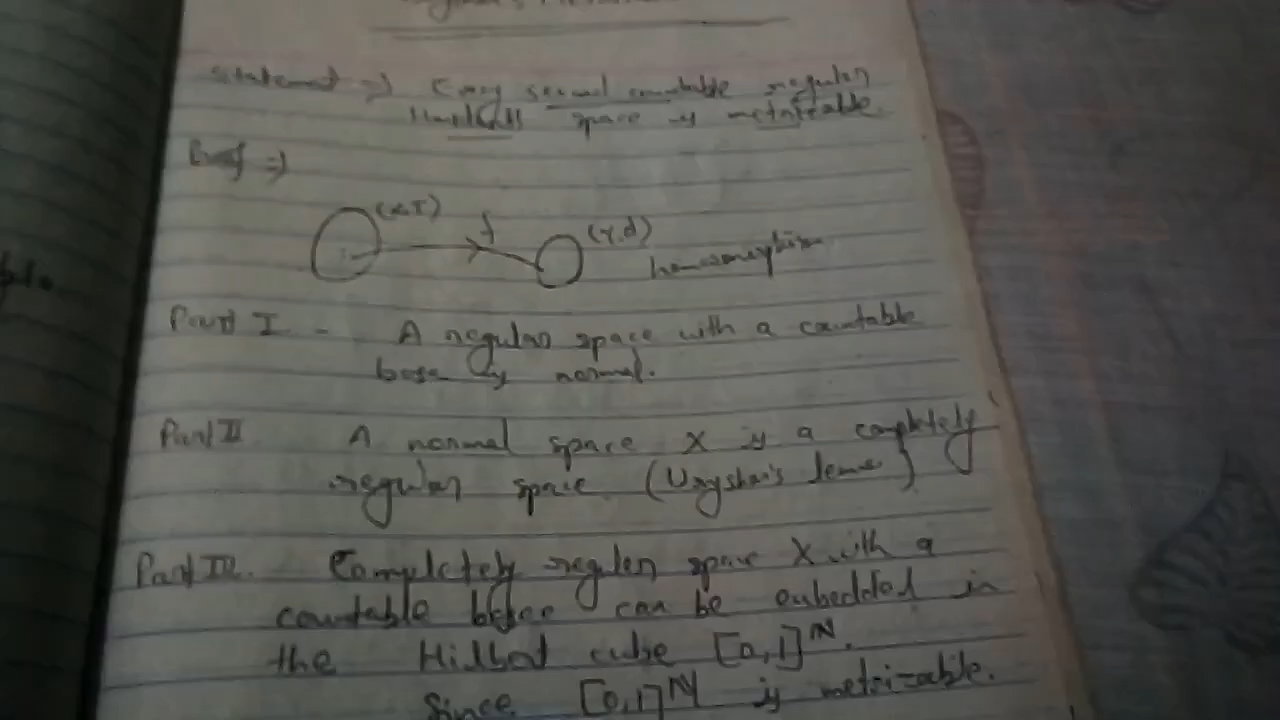 Statement => Every second countable regular
Hausdorff space is metrizable.
Proof =>
(X,T) f (Y,d)
homeomorphism
Part I - A regular space with a countable
base is normal.
Part II A normal space X is a completely
regular space (Urysohn's lemma)
Part III. Completely regular space X with a
countable base can be embedded in
the Hilbert cube [0,1]^N.
Since [0,1]^N is metrizable.